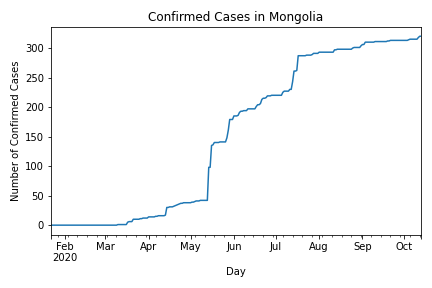 Confirmed Cases in Mongolia
Number of Confirmed Cases
300
250
200
150
100
50
0
Feb Mar Apr May Jun Jul Aug Sep Oct
2020
Day